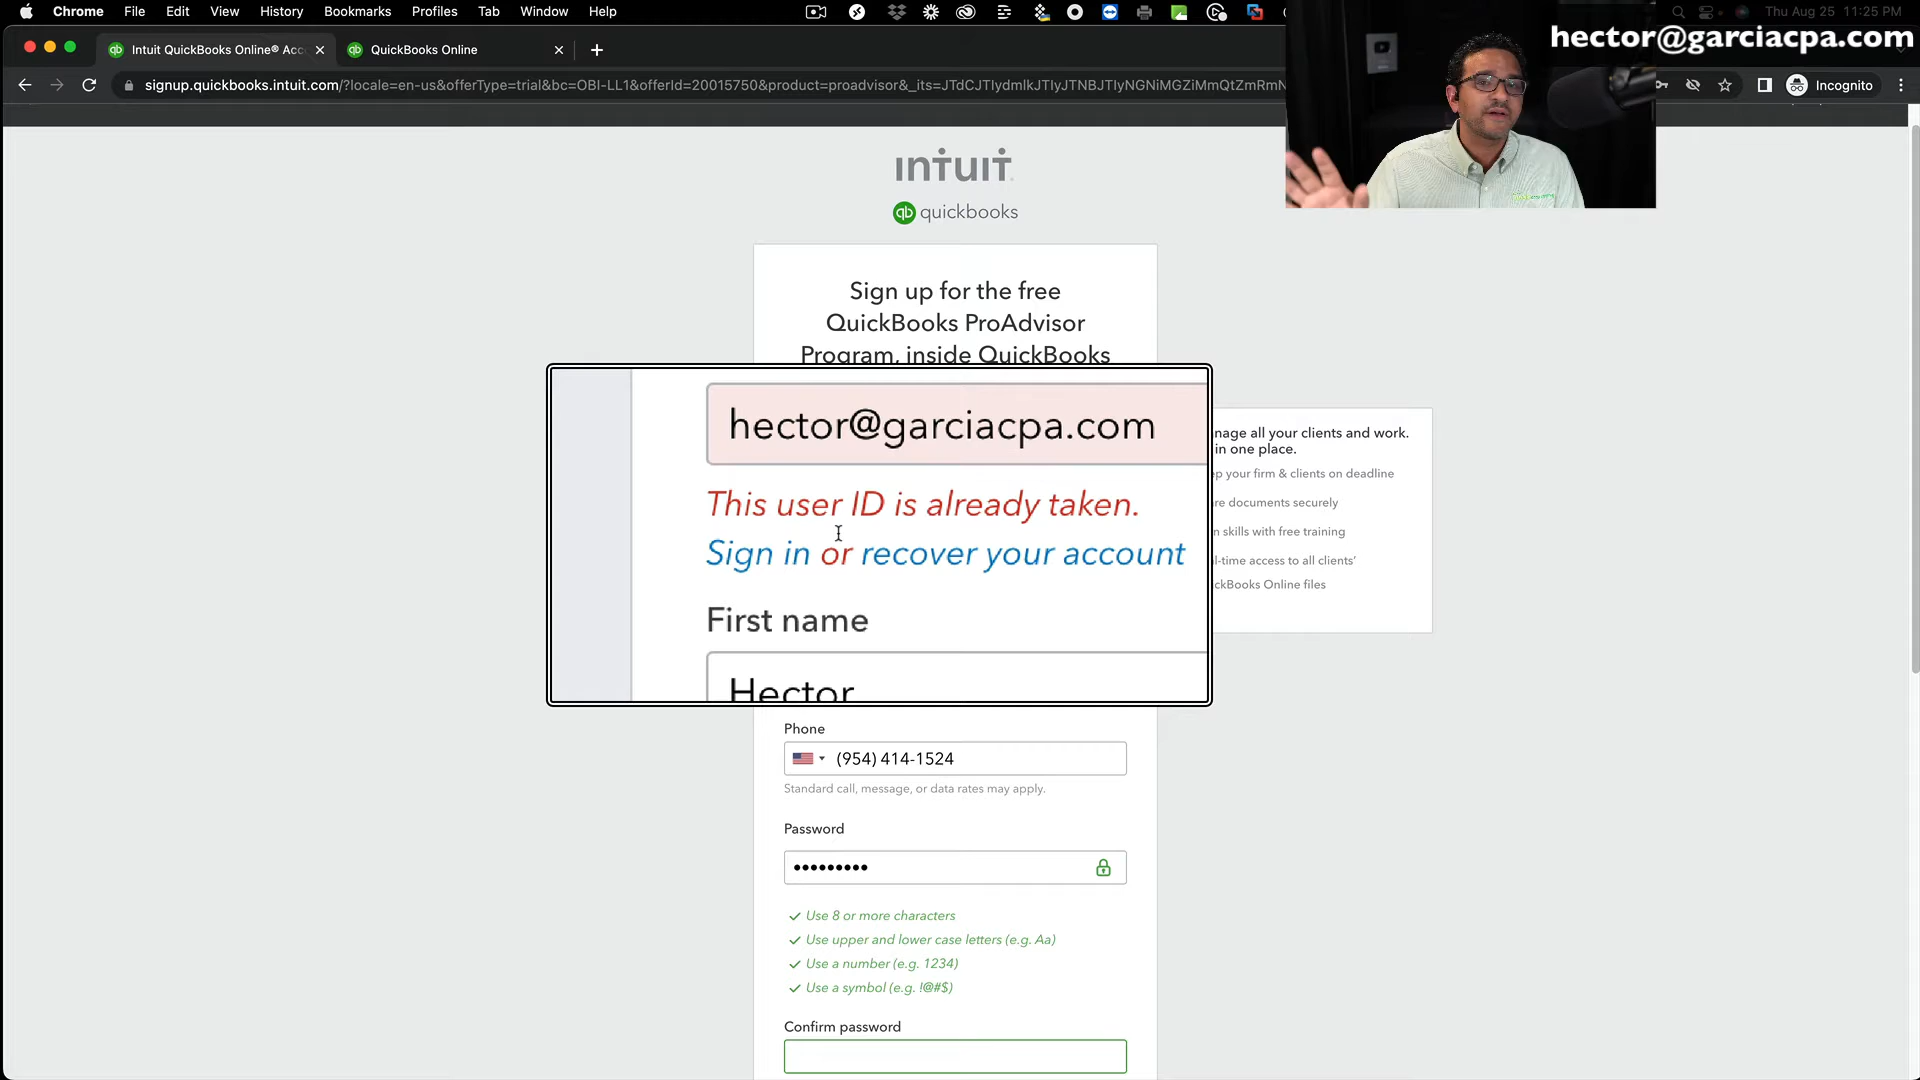 Chrome File Edit View History Bookmarks Profiles Tab Window Help
Thu Aug 25 11:25 PM
hector@garciacpa.com
Intuit QuickBooks Online® Acc
QuickBooks Online
signup.quickbooks.intuit.com/?locale=en-us&offerType=trial&bc=OBI-LL1&offerId=20015750&product=proadvisor&_its=JTdCJTIydmlkJTIyJTNBJTIyNGNiMGZiMmQtZmRmN
Incognito
intuit
qb quickbooks
Sign up for the free
QuickBooks ProAdvisor
Program, inside QuickBooks
hector@garciacpa.com
This user ID is already taken.
Sign in or recover your account
First name
Hector
nage all your clients and work.
in one place.
ep your firm & clients on deadline
re documents securely
n skills with free training
l-time access to all clients'
ckBooks Online files
Phone
(954) 414-1524
Standard call, message, or data rates may apply.
Password
•••••••••
Use 8 or more characters
Use upper and lower case letters (e.g. Aa)
Use a number (e.g. 1234)
Use a symbol (e.g. !@#$)
Confirm password